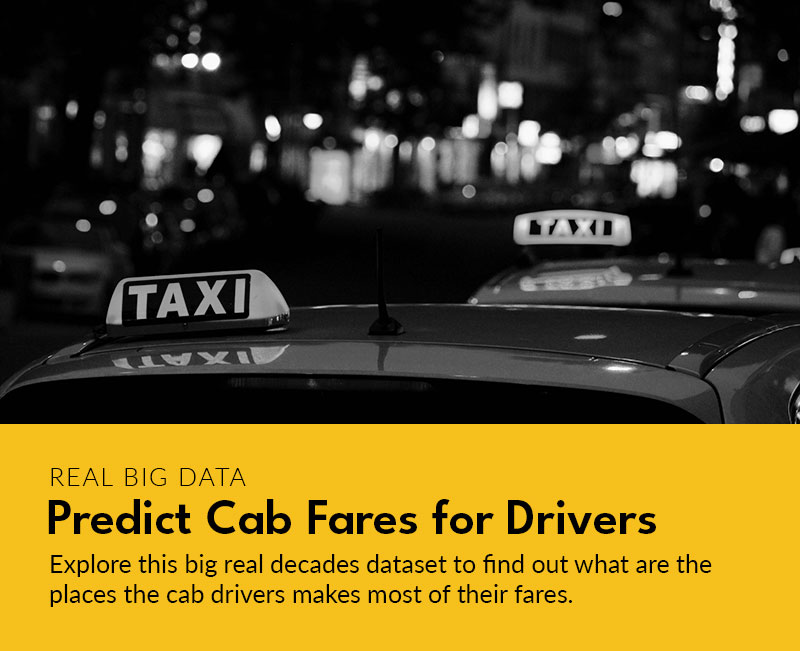 TAXI
TAXI
REAL BIG DATA
Predict Cab Fares for Drivers
Explore this big real decades dataset to find out what are the
places the cab drivers makes most of their fares.